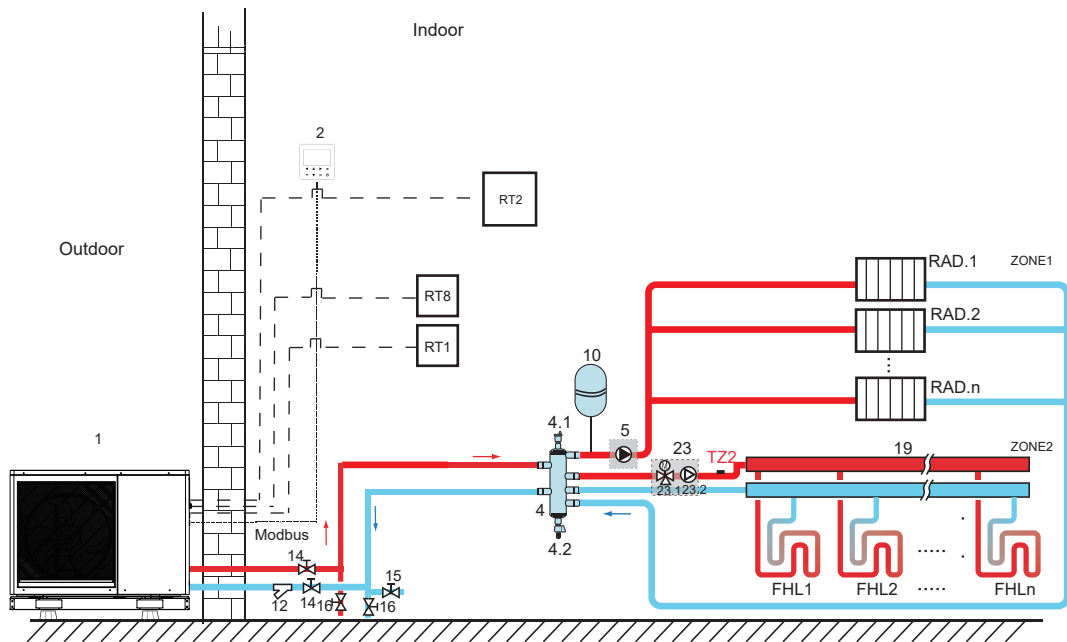 Indoor
2
RT2
Outdoor
RAD.1
ZONE1
RT8
RAD.2
RT1
10
RAD.n
4.1
5
1
23
TZ2
19
ZONE2
23.1
23.2
4
Modbus
4.2
14
15
12
14
16
16
FHL1
FHL2
FHLn